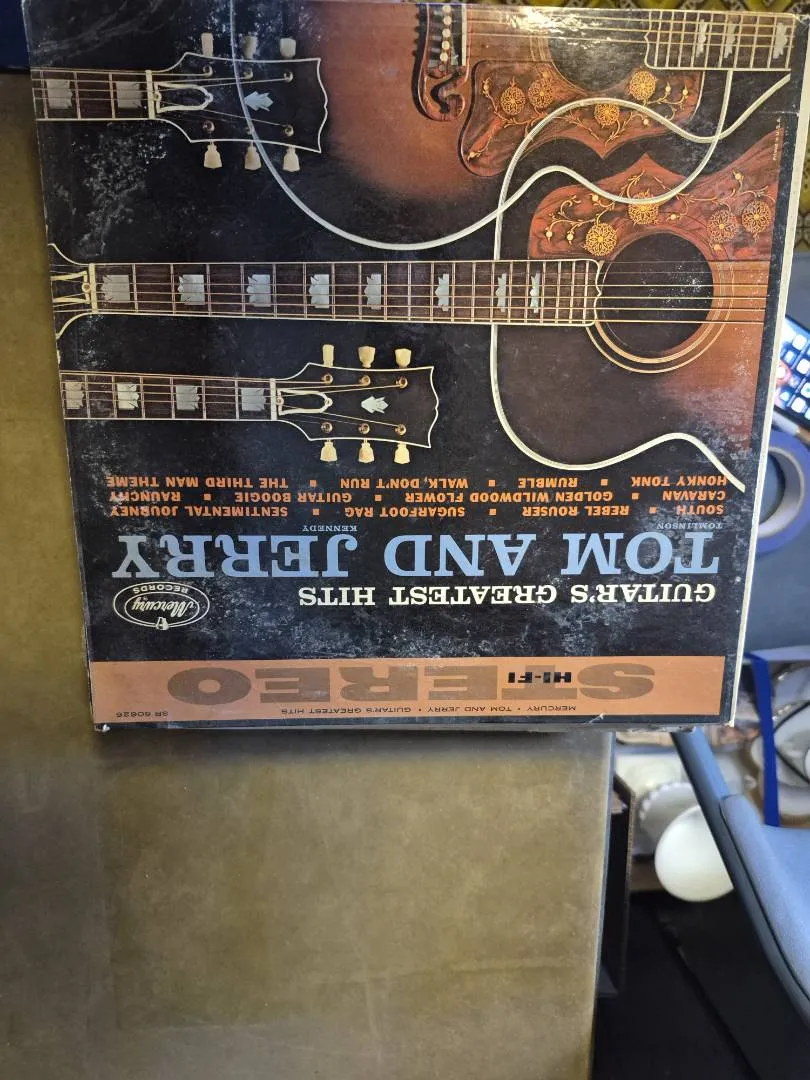 MERCURY • TOM AND JERRY • GUITAR'S GREATEST HITS
SR 60626
STEREO
HI-FI
GUITAR'S GREATEST HITS
Mercury
RECORDS
TOM AND JERRY
TOMLINSON
KENNEDY
SOUTH ▪ REBEL ROUSER ▪ SUGARFOOT RAG ▪ SENTIMENTAL JOURNEY
CARAVAN ▪ GOLDEN WILDWOOD FLOWER ▪ GUITAR BOOGIE ▪ RAUNCHY
HONKY TONK ▪ RUMBLE ▪ WALK, DON'T RUN ▪ THE THIRD MAN THEME